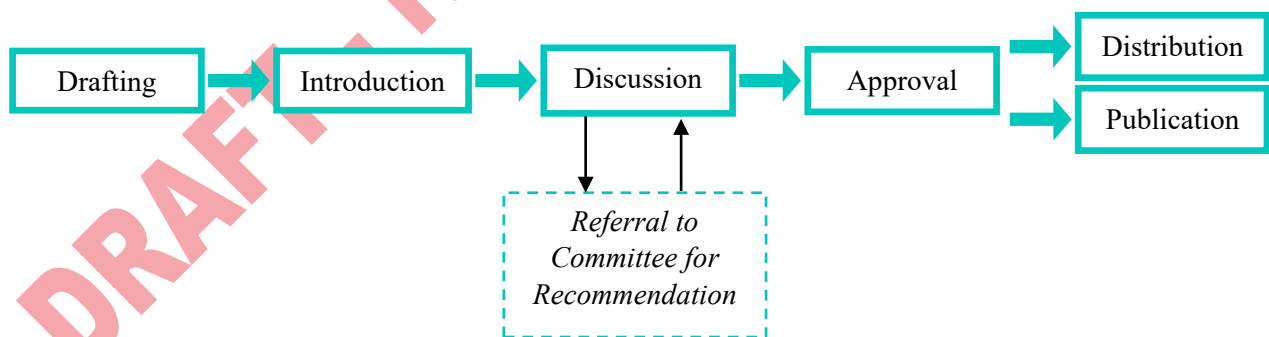 Drafting
Introduction
Discussion
Approval
Distribution
Publication
Referral to
Committee for
Recommendation
DRAFT